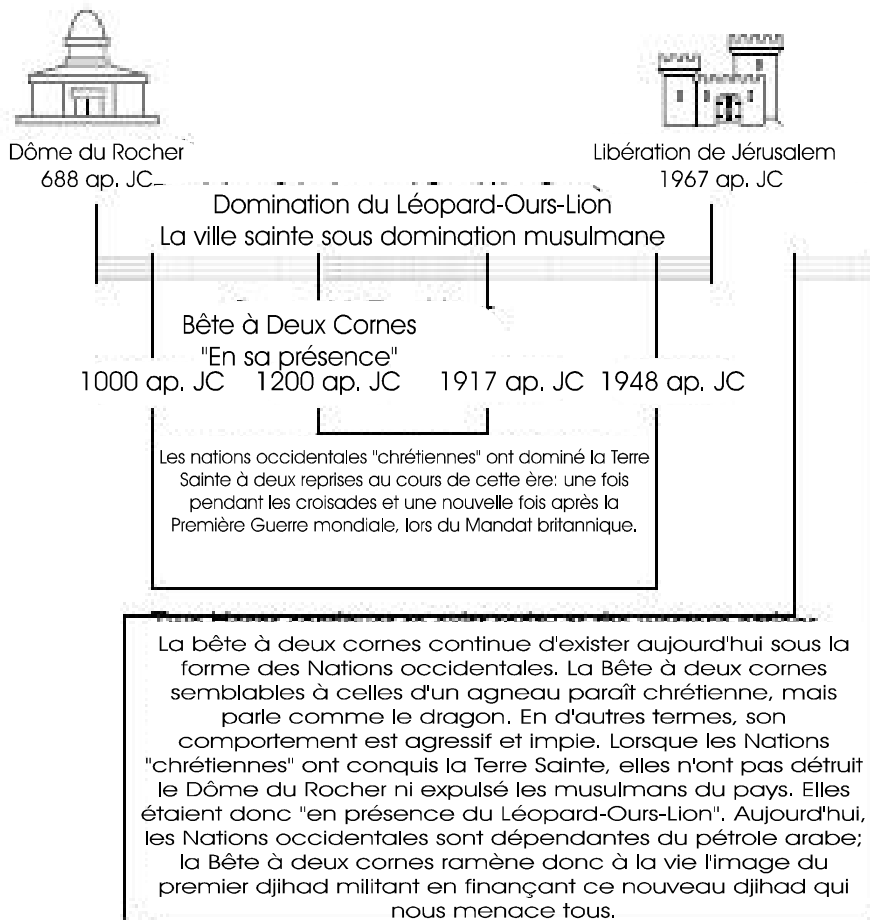 Dôme du Rocher
688 ap. JC
Libération de Jérusalem
1967 ap. JC
Domination du Léopard-Ours-Lion
La ville sainte sous domination musulmane
Bête à Deux Cornes
"En sa présence"
1000 ap. JC 1200 ap. JC 1917 ap. JC 1948 ap. JC
Les nations occidentales "chrétiennes" ont dominé la Terre
Sainte à deux reprises au cours de cette ère: une fois
pendant les croisades et une nouvelle fois après la
Première Guerre mondiale, lors du Mandat britannique.
La bête à deux cornes continue d'exister aujourd'hui sous la
forme des Nations occidentales. La Bête à deux cornes
semblables à celles d'un agneau paraît chrétienne, mais
parle comme le dragon. En d'autres termes, son
comportement est agressif et impie. Lorsque les Nations
"chrétiennes" ont conquis la Terre Sainte, elles n'ont pas détruit
le Dôme du Rocher ni expulsé les musulmans du pays. Elles
étaient donc "en présence du Léopard-Ours-Lion". Aujourd'hui,
les Nations occidentales sont dépendantes du pétrole arabe;
la Bête à deux cornes ramène donc à la vie l'image du
premier djihad militant en finançant ce nouveau djihad qui
nous menace tous.